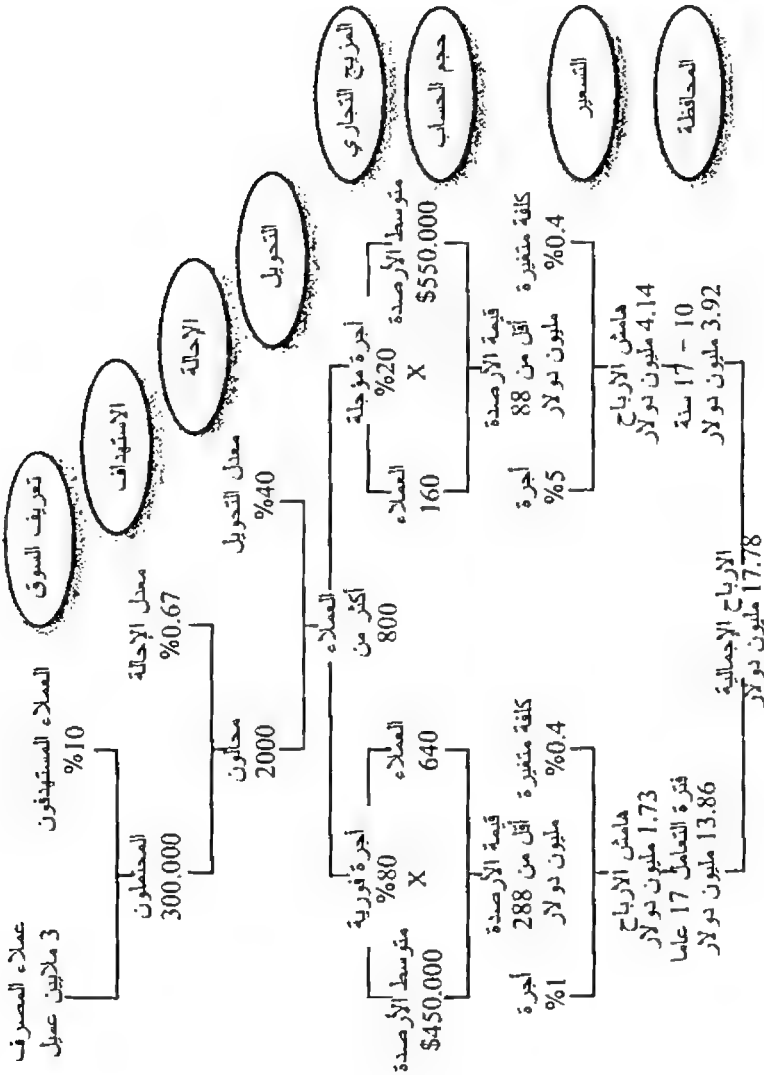 عملاء المصرف
3 ملايين عميل
العملاء المستهدفون
%10
تعريف السوق
المحتملون
300.000
معدل الإحالة
%0.67
الاستهداف
محالون
2000
معدل التحويل
%40
الإحالة
العملاء
أكثر من
800
التحويل
أجرة فورية
%80
X
أجرة مؤجلة
%20
X
المزيج التجاري
متوسط الأرصدة
$450.000
العملاء
640
العملاء
160
متوسط الأرصدة
$550.000
حجم الحساب
قيمة الأرصدة
أقل من 288
مليون دولار
قيمة الأرصدة
أقل من 88
مليون دولار
أجرة
%1
كلفة متغيرة
%0.4
أجرة
%5
كلفة متغيرة
%0.4
التسعير
هامش الأرباح
1.73 مليون دولار
فترة التعامل 17 عاما
13.86 مليون دولار
هامش الأرباح
4.14 مليون دولار
10 - 17 سنة
3.92 مليون دولار
المحافظة
الارباح الإجمالية
17.78 مليون دولار